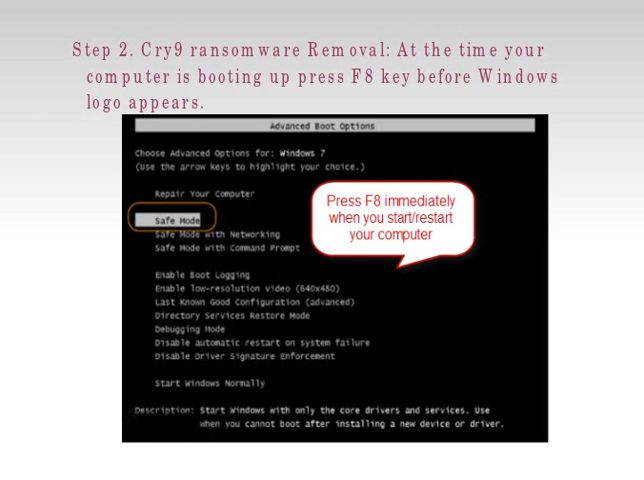 Step 2. Cry9 ransomware Removal: At the time your
computer is booting up press F8 key before Windows
logo appears.
Advanced Boot Options
Choose Advanced Options for: Windows 7
(Use the arrow keys to highlight your choice.)
Repair Your Computer
Safe Mode
Safe Mode with Networking
Safe Mode with Command Prompt
Enable Boot Logging
Enable low-resolution video (640x480)
Last Known Good Configuration (advanced)
Directory Services Restore Mode
Debugging Mode
Disable automatic restart on system failure
Disable Driver Signature Enforcement
Start Windows Normally
Description: Start Windows with only the core drivers and services. Use
when you cannot boot after installing a new device or driver.
Press F8 immediately
when you start/restart
your computer